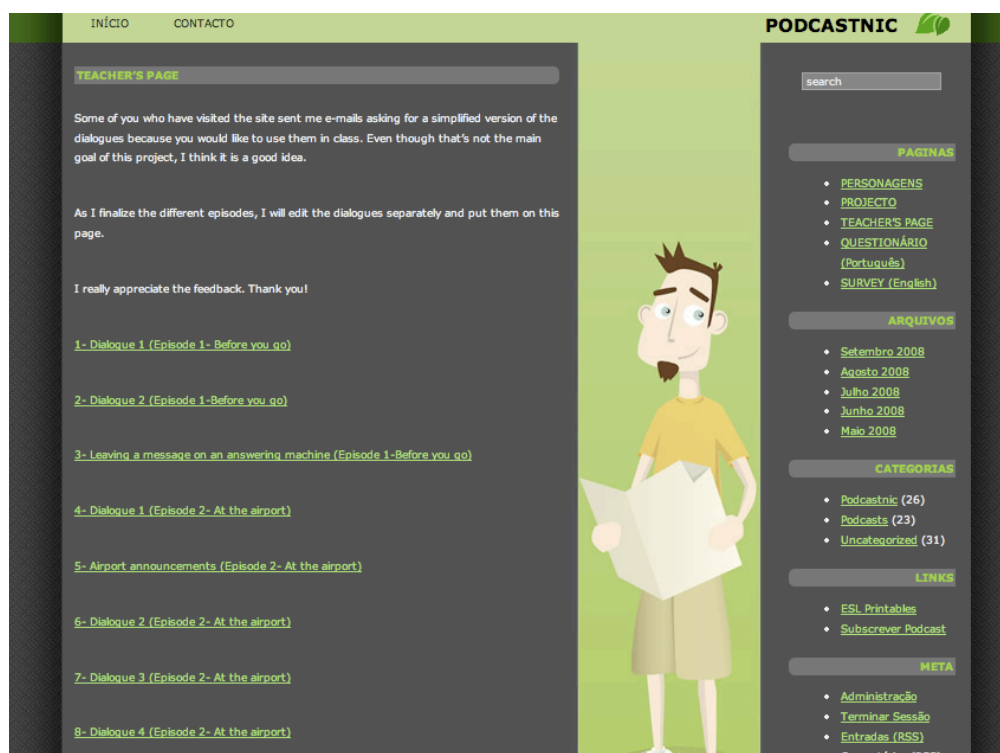 INÍCIO CONTACTO
PODCASTNIC
TEACHER'S PAGE
Some of you who have visited the site sent me e-mails asking for a simplified version of the
dialogues because you would like to use them in class. Even though that's not the main
goal of this project, I think it is a good idea.
As I finalize the different episodes, I will edit the dialogues separately and put them on this
page.
I really appreciate the feedback. Thank you!
1- Dialogue 1 (Episode 1- Before you go)
2- Dialogue 2 (Episode 1-Before you go)
3- Leaving a message on an answering machine (Episode 1-Before you go)
4- Dialogue 1 (Episode 2- At the airport)
5- Airport announcements (Episode 2- At the airport)
6- Dialogue 2 (Episode 2- At the airport)
7- Dialogue 3 (Episode 2- At the airport)
8- Dialogue 4 (Episode 2- At the airport)
search
PAGINAS
PERSONAGENS
PROJECTO
TEACHER'S PAGE
QUESTIONÁRIO
(Português)
SURVEY (English)
ARQUIVOS
Setembro 2008
Agosto 2008
Julho 2008
Junho 2008
Maio 2008
CATEGORIAS
Podcastnic (26)
Podcasts (23)
Uncategorized (31)
LINKS
ESL Printables
Subscrever Podcast
META
Administração
Terminar Sessão
Entradas (RSS)